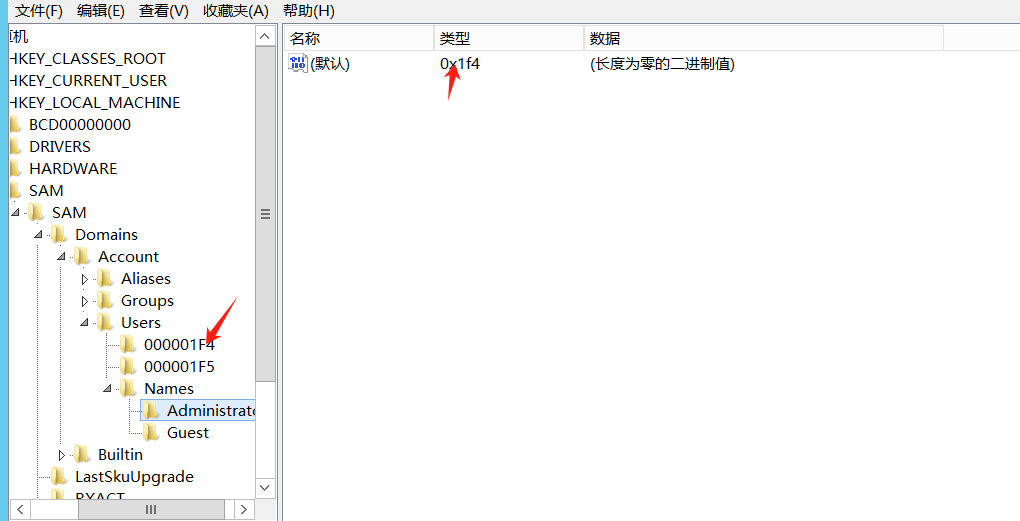 文件(F) 编辑(E) 查看(V) 收藏夹(A) 帮助(H)
名称 类型 数据
(默认) 0x1f4 (长度为零的二进制值)
机
HKEY_CLASSES_ROOT
HKEY_CURRENT_USER
HKEY_LOCAL_MACHINE
BCD00000000
DRIVERS
HARDWARE
SAM
SAM
Domains
Account
Aliases
Groups
Users
000001F4
000001F5
Names
Administrato
Guest
Builtin
LastSkuUpgrade
RXACT